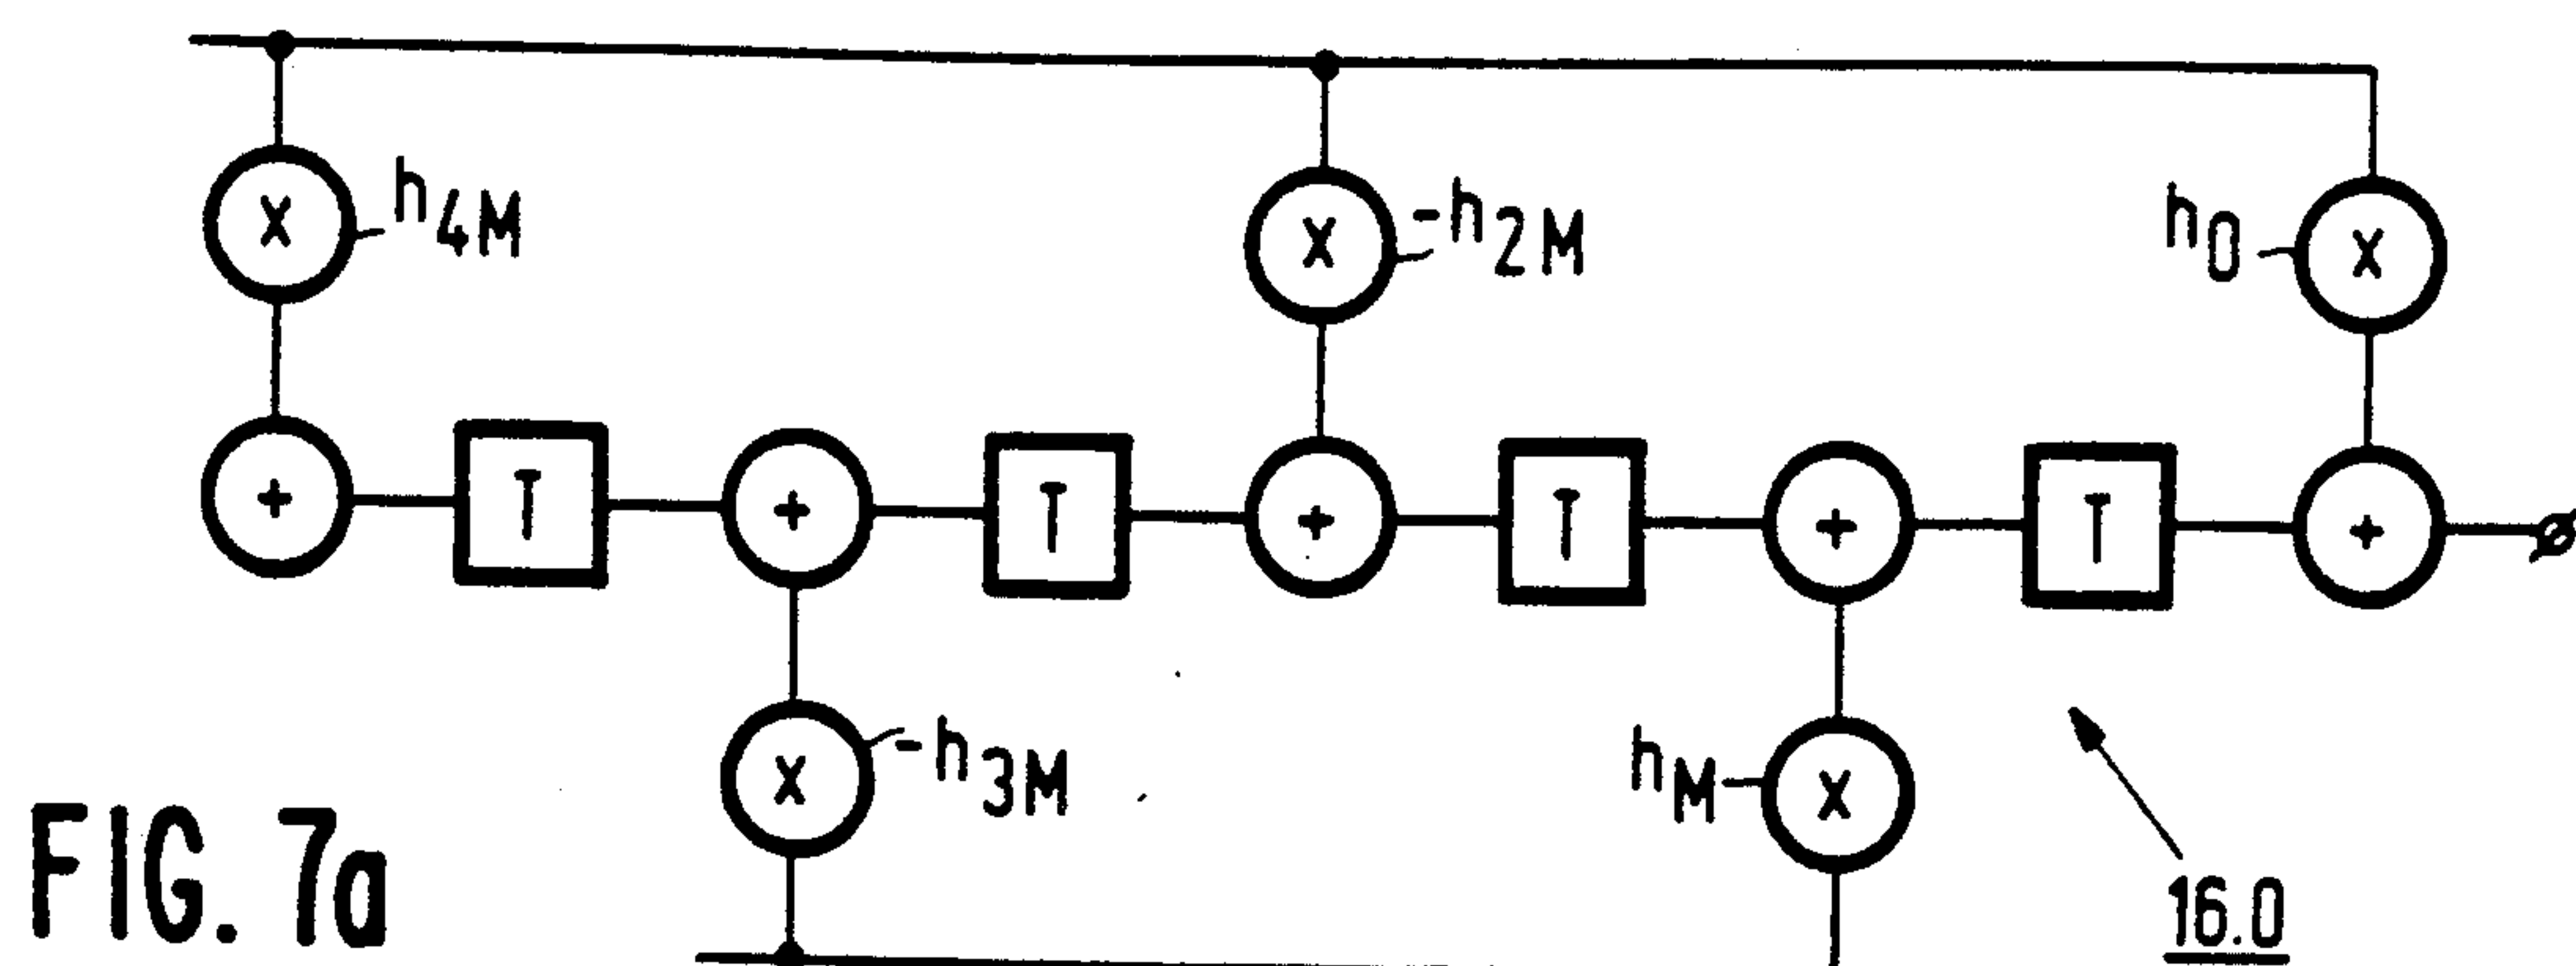 X h4M
X -h2M
h0 X
+ T + T + T + T +
X -h3M
hM X
FIG. 7a
16.0